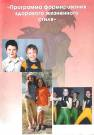 «Программа формирования
здорового жизненного
стиля»